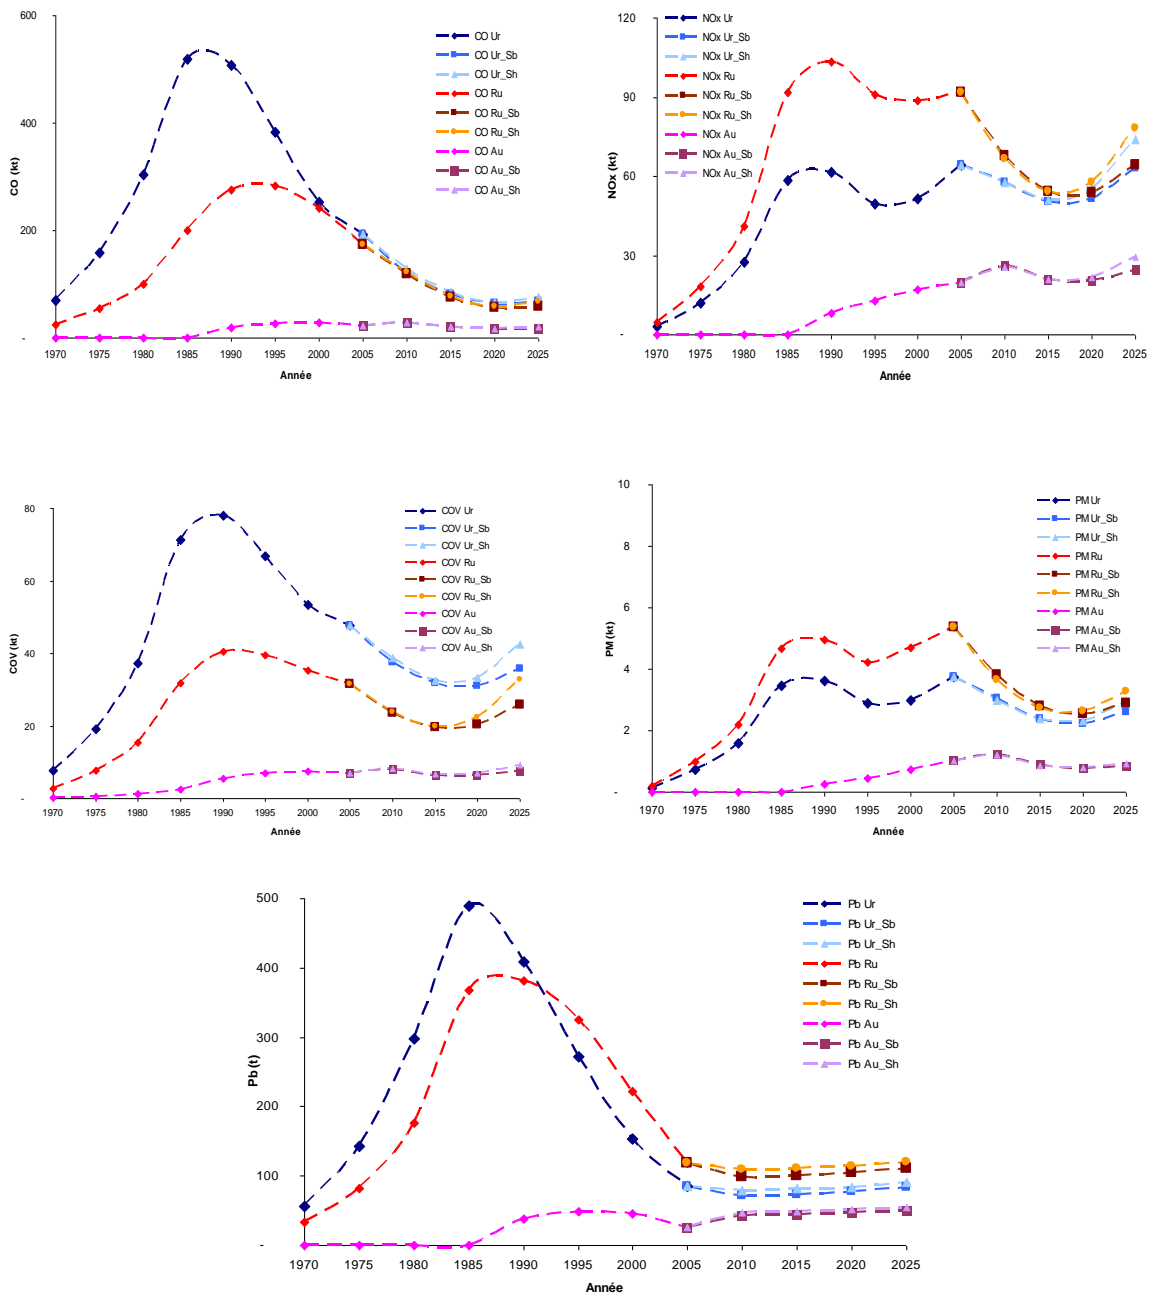 600
400
200
-
CO (kt)
1970 1975 1980 1985 1990 1995 2000 2005 2010 2015 2020 2025
Année
CO Ur
CO Ur_Sb
CO Ur_Sh
CO Ru
CO Ru_Sb
CO Ru_Sh
CO Au
CO Au_Sb
CO Au_Sh
120
90
60
30
-
NOx (kt)
1970 1975 1980 1985 1990 1995 2000 2005 2010 2015 2020 2025
Année
NOx Ur
NOx Ur_Sb
NOx Ur_Sh
NOx Ru
NOx Ru_Sb
NOx Ru_Sh
NOx Au
NOx Au_Sb
NOx Au_Sh
80
60
40
20
-
COV (kt)
1970 1975 1980 1985 1990 1995 2000 2005 2010 2015 2020 2025
Année
COV Ur
COV Ur_Sb
COV Ur_Sh
COV Ru
COV Ru_Sb
COV Ru_Sh
COV Au
COV Au_Sb
COV Au_Sh
10
8
6
4
2
-
PM (kt)
1970 1975 1980 1985 1990 1995 2000 2005 2010 2015 2020 2025
Année
PM Ur
PM Ur_Sb
PM Ur_Sh
PM Ru
PM Ru_Sb
PM Ru_Sh
PM Au
PM Au_Sb
PM Au_Sh
500
400
300
200
100
-
Pb (t)
1970 1975 1980 1985 1990 1995 2000 2005 2010 2015 2020 2025
Année
Pb Ur
Pb Ur_Sb
Pb Ur_Sh
Pb Ru
Pb Ru_Sb
Pb Ru_Sh
Pb Au
Pb Au_Sb
Pb Au_Sh